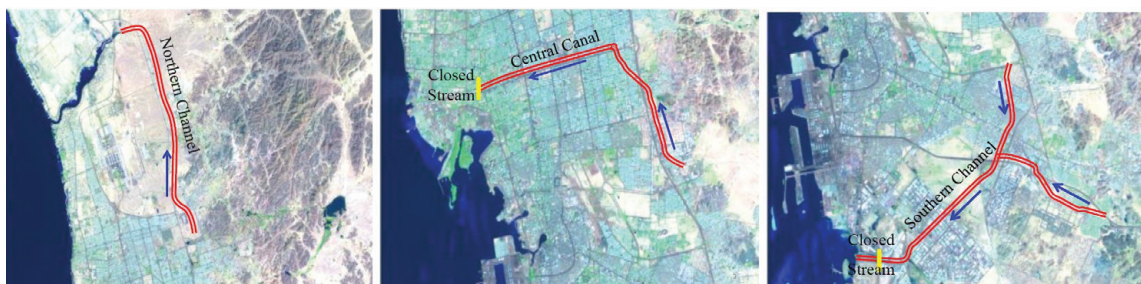 Northern Channel
Central Canal
Closed
Stream
Southern Channel
Closed
Stream